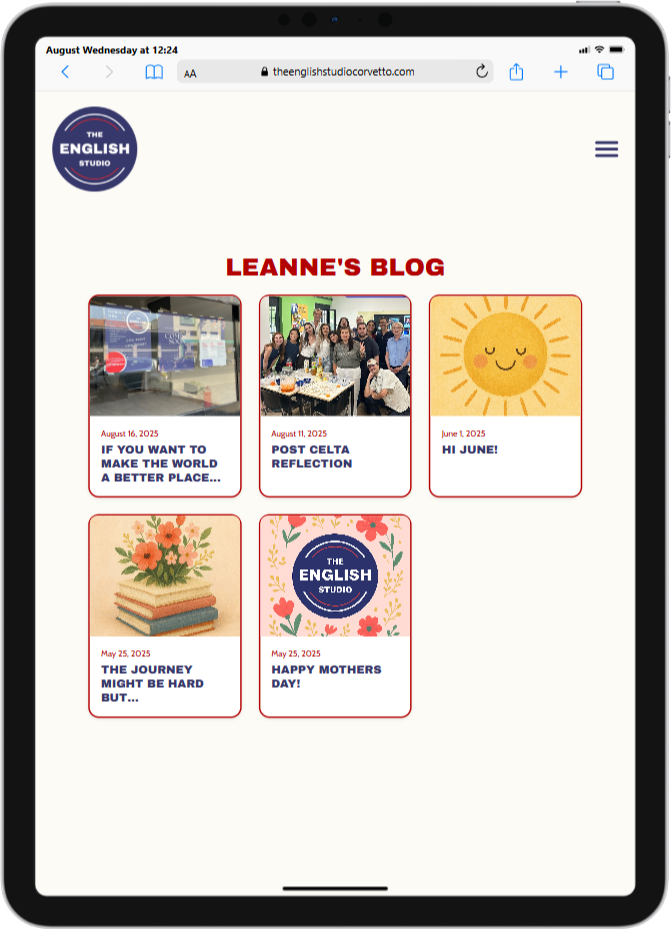 August Wednesday at 12:24
AA
theenglishstudiocorvetto.com
THE
ENGLISH
STUDIO
LEANNE'S BLOG
August 16, 2025
IF YOU WANT TO
MAKE THE WORLD
A BETTER PLACE...
August 11, 2025
POST CELTA
REFLECTION
June 1, 2025
HI JUNE!
May 25, 2025
THE JOURNEY
MIGHT BE HARD
BUT...
THE
ENGLISH
STUDIO
May 25, 2025
HAPPY MOTHERS
DAY!